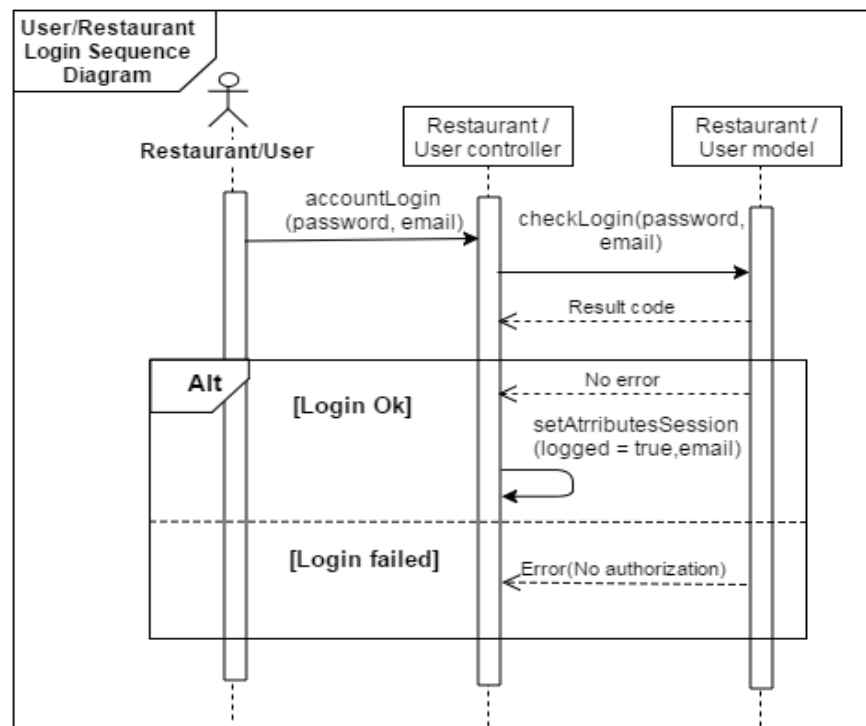 User/Restaurant
Login Sequence
Diagram
Restaurant/User
Restaurant /
User controller
Restaurant /
User model
accountLogin
(password, email)
checkLogin(password,
email)
Result code
Alt
[Login Ok]
No error
setAtrributesSession
(logged = true,email)
[Login failed]
Error(No authorization)